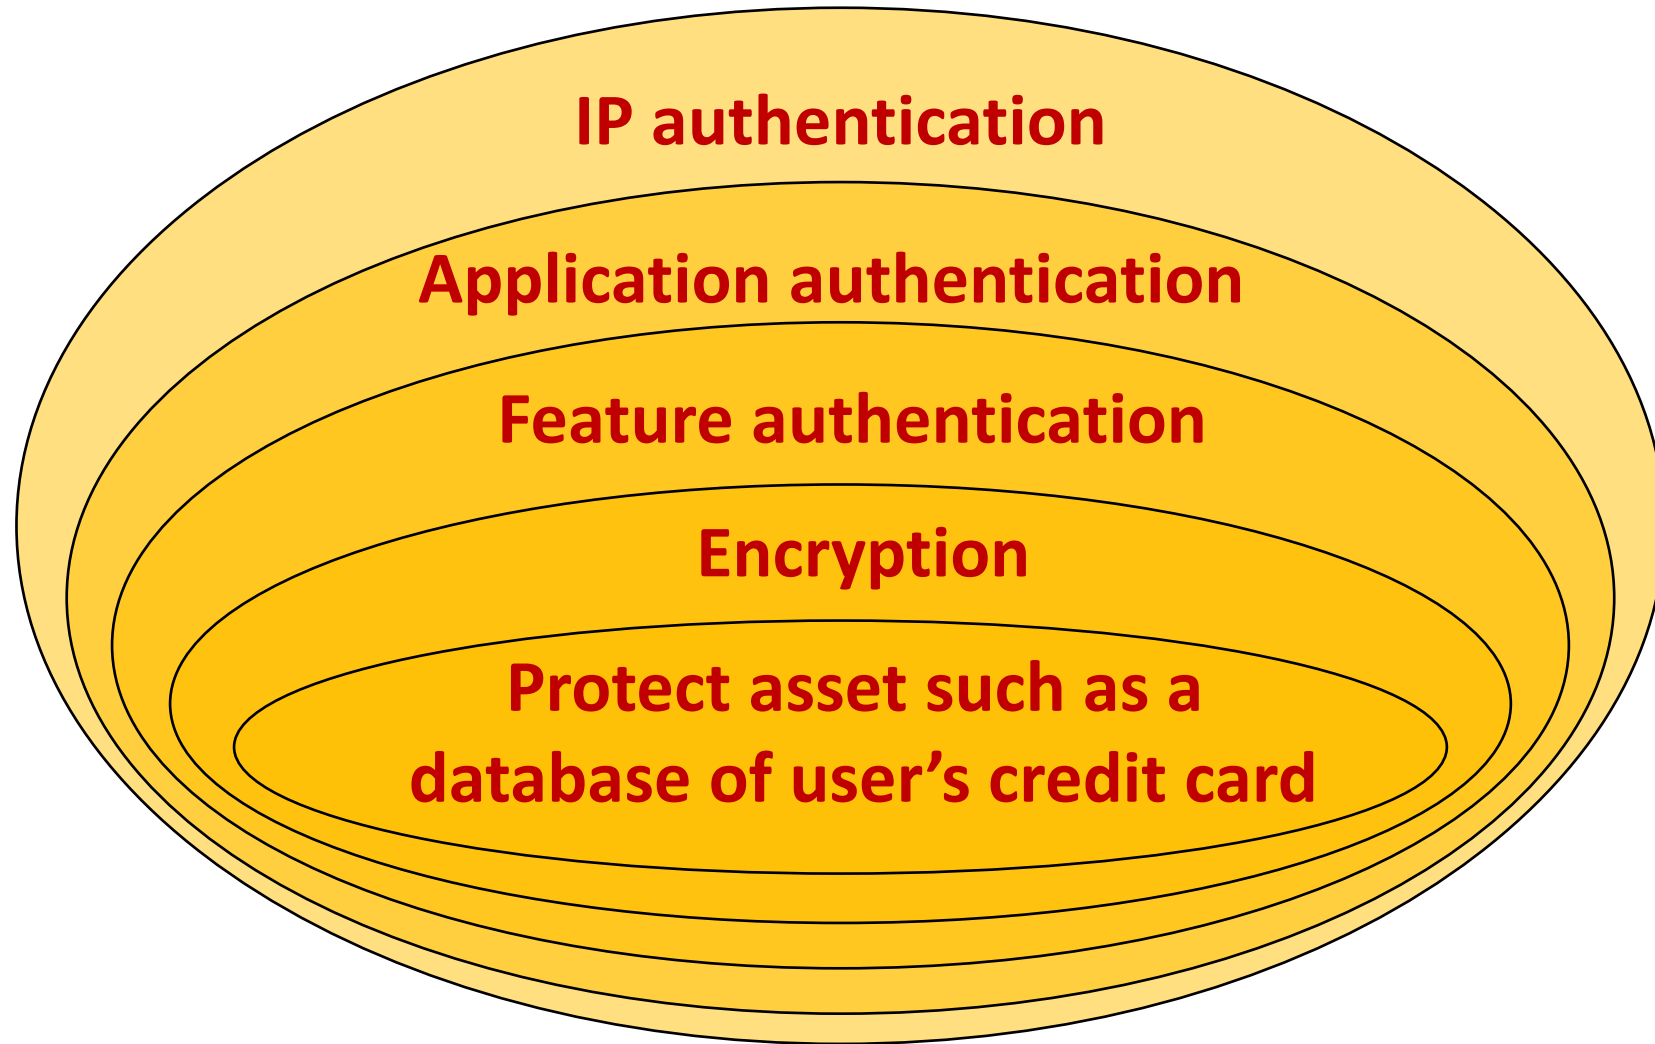 IP authentication
Application authentication
Feature authentication
Encryption
Protect asset such as a
database of user’s credit card